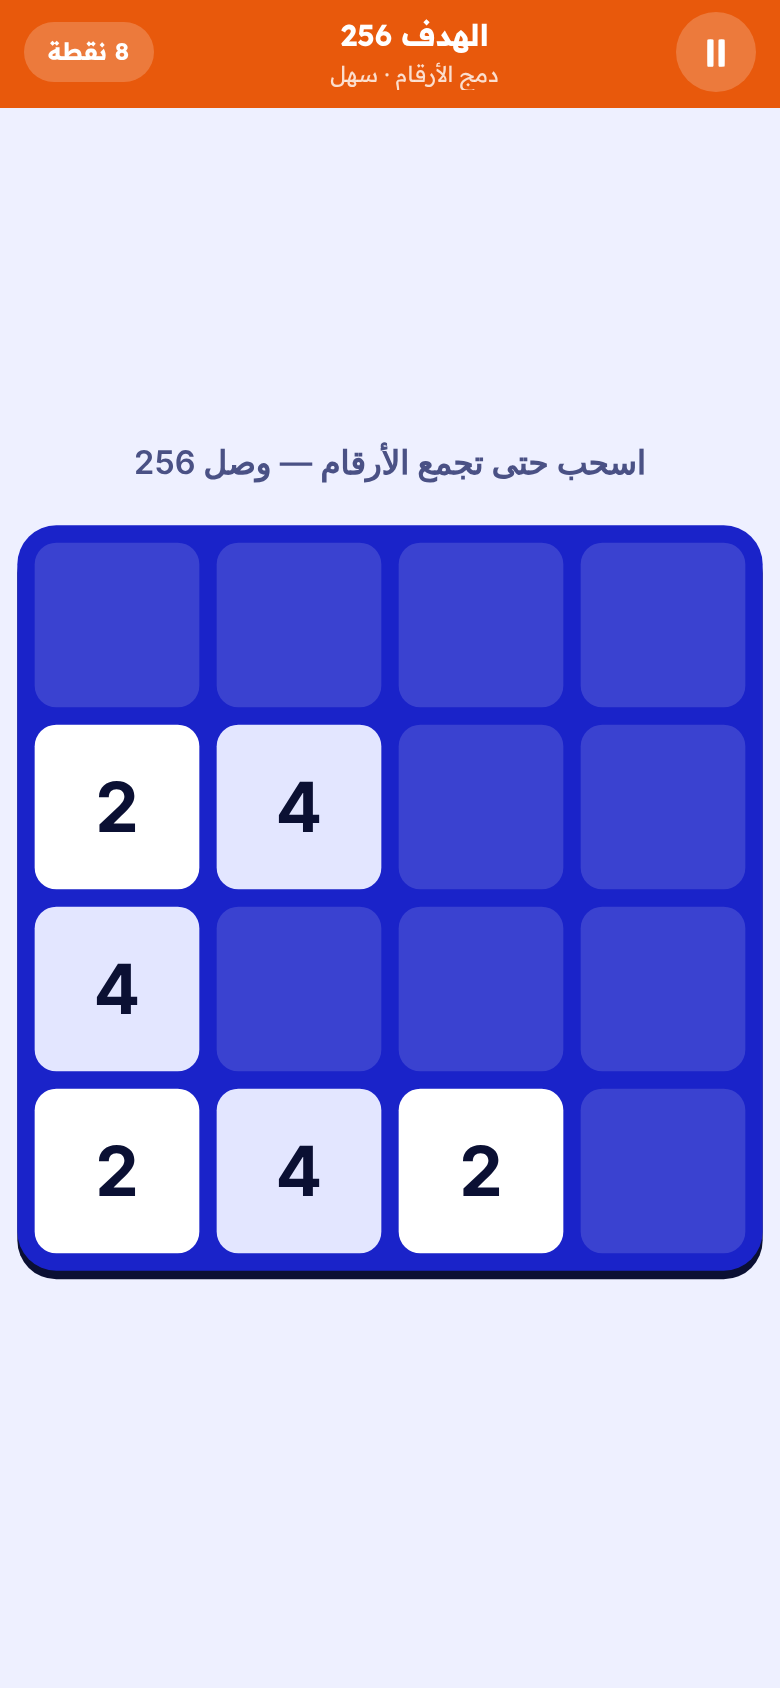 الهدف 256
دمج الأرقام · سهل
8 نقطة
اسحب حتى تجمع الأرقام — وصل 256
2 4
4
2 4 2